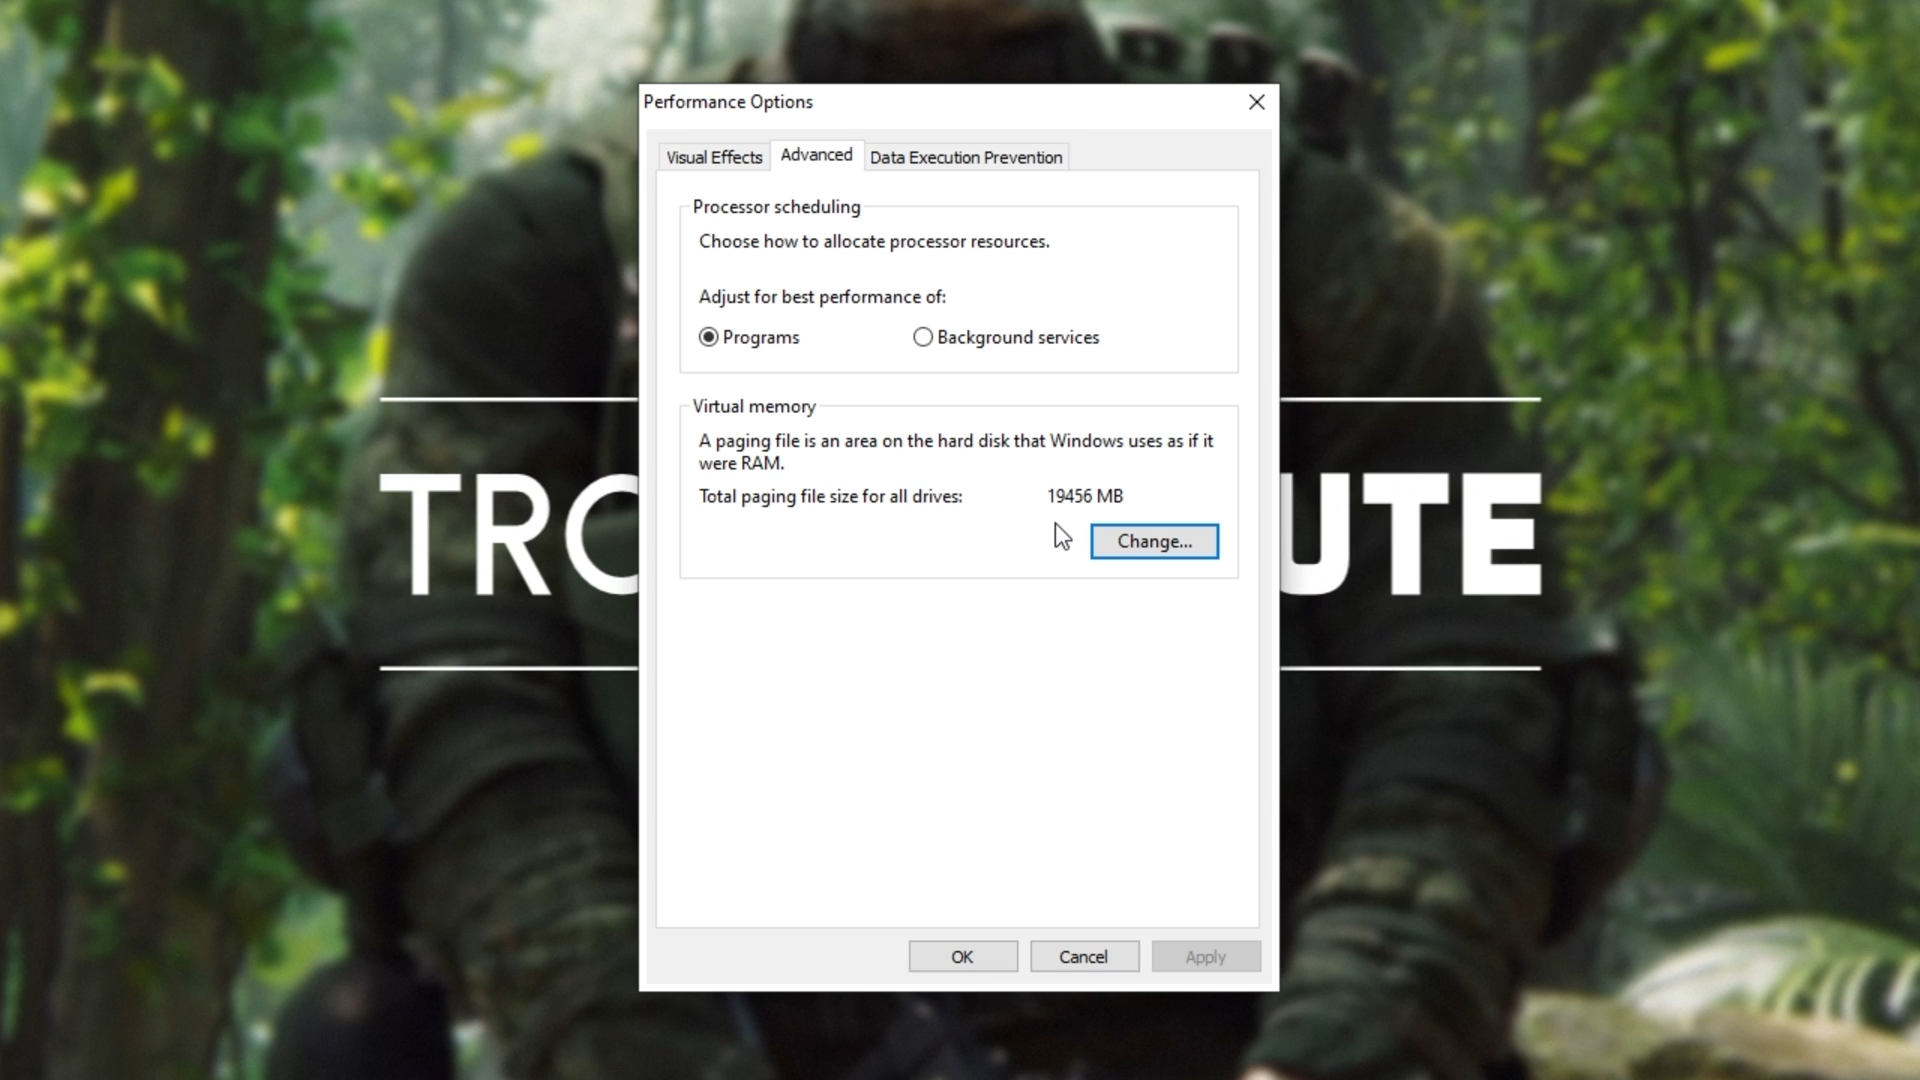 Performance Options
Visual Effects
Advanced
Data Execution Prevention
Processor scheduling
Choose how to allocate processor resources.
Adjust for best performance of:
Programs
Background services
Virtual memory
A paging file is an area on the hard disk that Windows uses as if it
were RAM.
Total paging file size for all drives: 19456 MB
Change...
TRO UTE
OK
Cancel
Apply